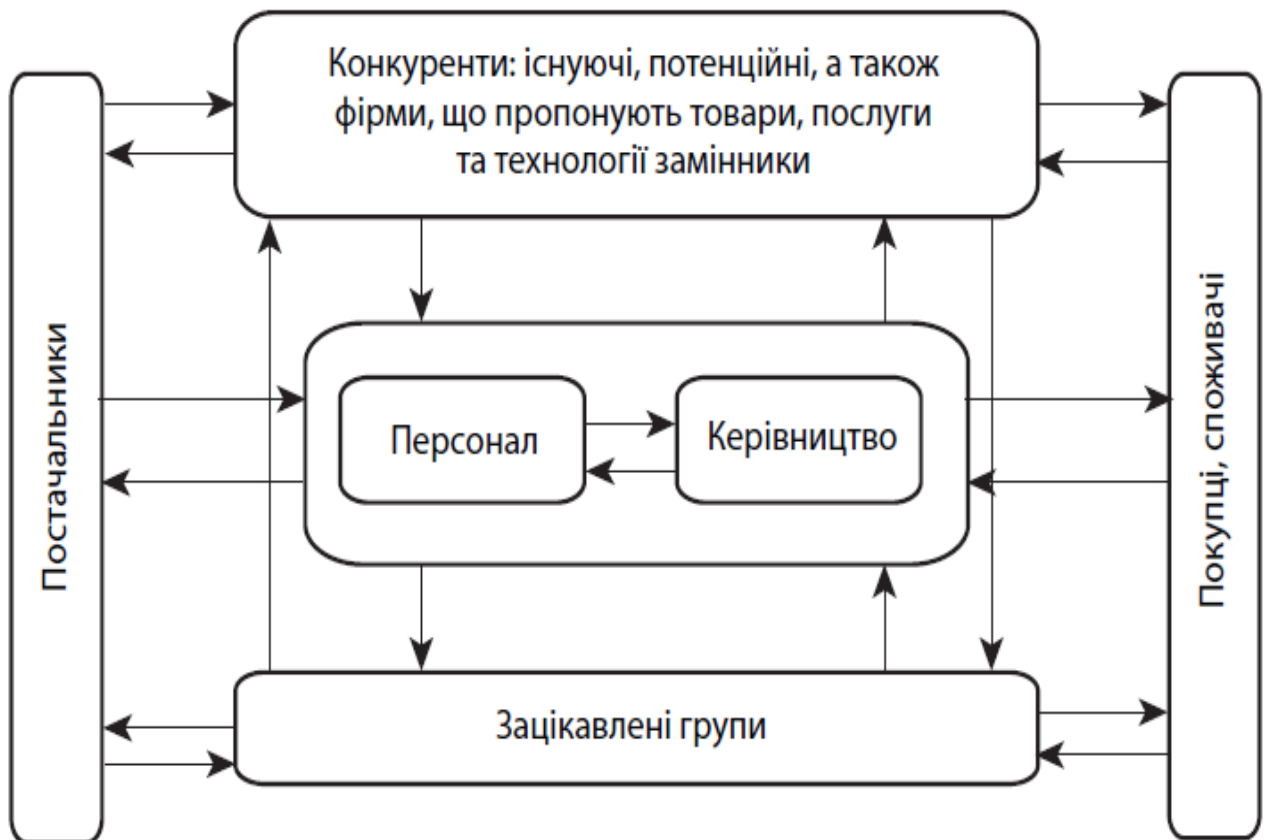 Конкуренти: існуючі, потенційні, а також
фірми, що пропонують товари, послуги
та технології замінники
Постачальники
Персонал
Керівництво
Покупці, споживачі
Зацікавлені групи